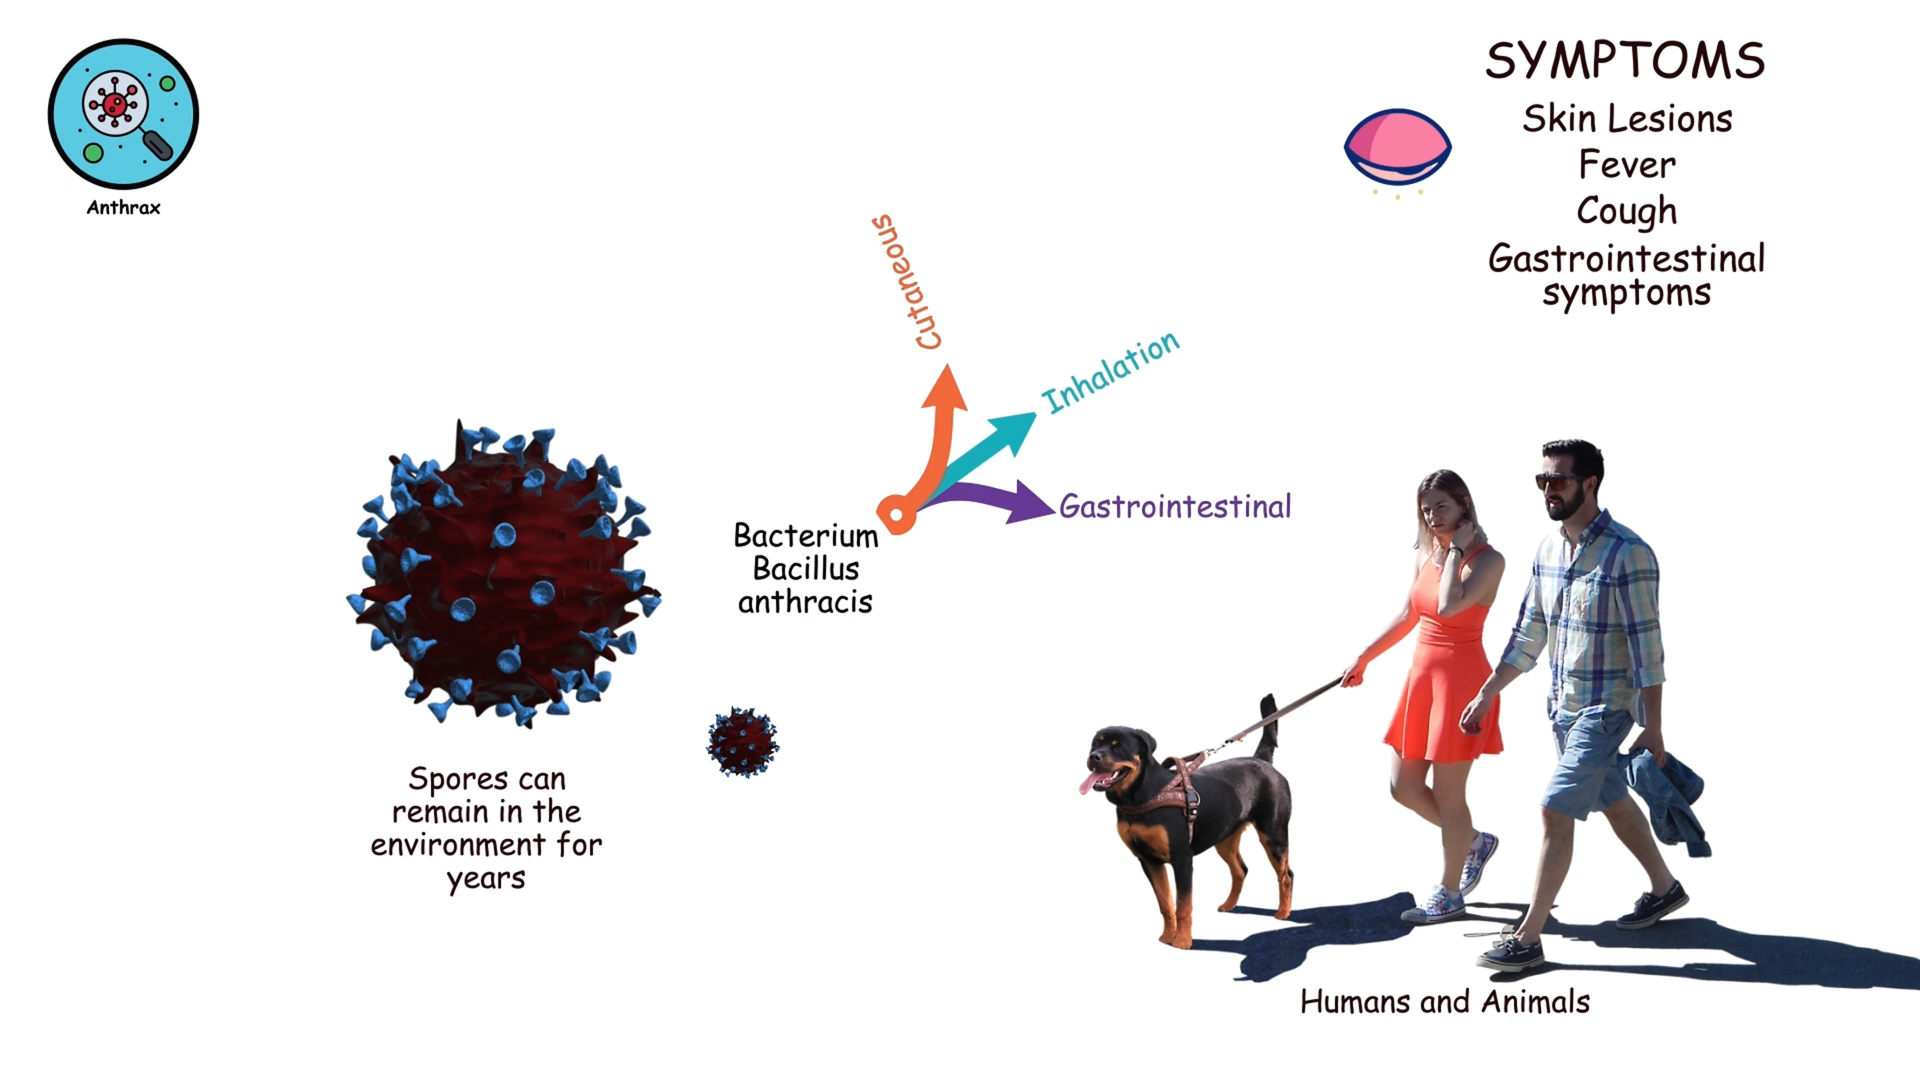 Anthrax
SYMPTOMS
Skin Lesions
Fever
Cough
Gastrointestinal
symptoms
Cutaneous
Inhalation
Gastrointestinal
Bacterium
Bacillus
anthracis
Spores can
remain in the
environment for
years
Humans and Animals